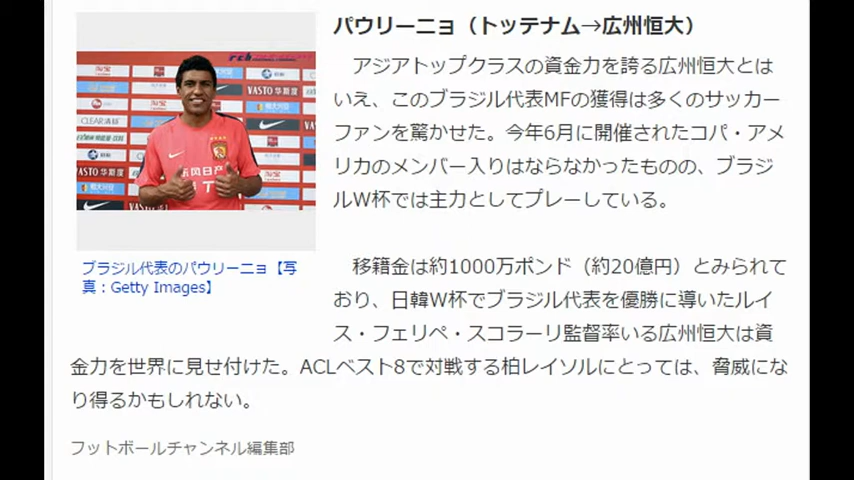 パウリーニョ（トッテナム→広州恒大）
アジアトップクラスの資金力を誇る広州恒大とは
いえ、このブラジル代表MFの獲得は多くのサッカー
ファンを驚かせた。今年6月に開催されたコパ・アメ
リカのメンバー入りはならなかったものの、ブラジ
ルW杯では主力としてプレーしている。
移籍金は約1000万ポンド（約20億円）とみられて
おり、日韓W杯でブラジル代表を優勝に導いたルイ
ス・フェリペ・スコラーリ監督率いる広州恒大は資
金力を世界に見せ付けた。ACLベスト8で対戦する柏レイソルにとっては、脅威にな
り得るかもしれない。
フットボールチャンネル編集部
ブラジル代表のパウリーニョ【写
真：Getty Images】
淘宝
VASTO 华斯度
CLEAR
东风日产